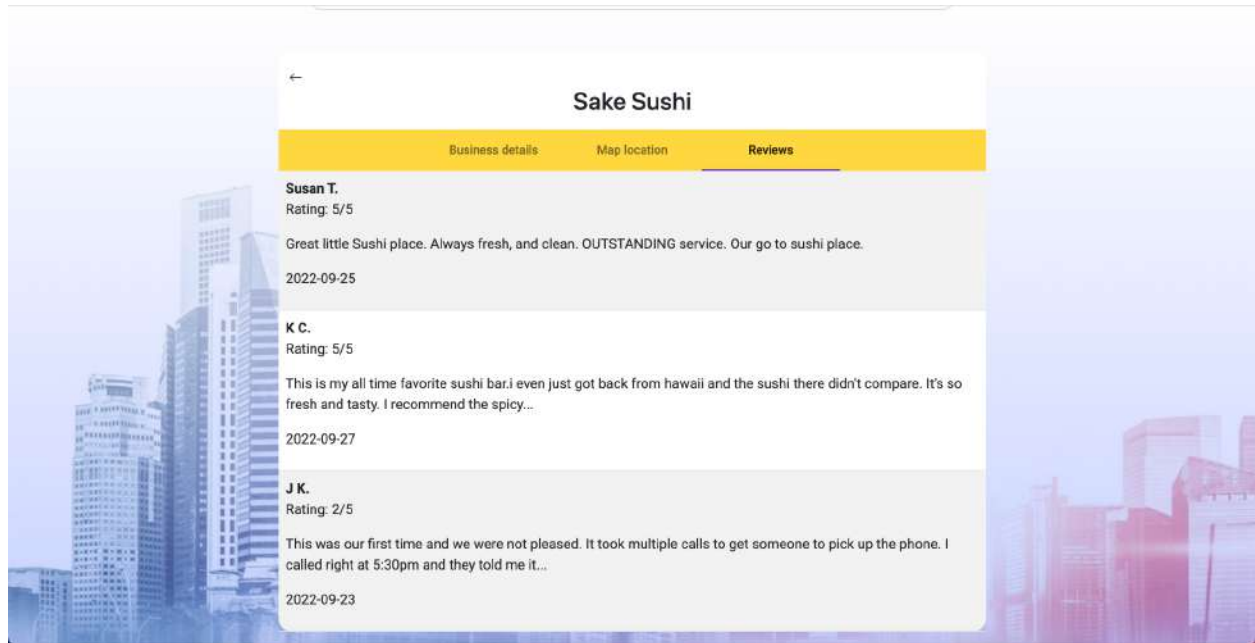 ←
Sake Sushi
Business details Map location Reviews
Susan T.
Rating: 5/5
Great little Sushi place. Always fresh, and clean. OUTSTANDING service. Our go to sushi place.
2022-09-25
K C.
Rating: 5/5
This is my all time favorite sushi bar.i even just got back from hawaii and the sushi there didn't compare. It's so
fresh and tasty. I recommend the spicy...
2022-09-27
J K.
Rating: 2/5
This was our first time and we were not pleased. It took multiple calls to get someone to pick up the phone. I
called right at 5:30pm and they told me it...
2022-09-23